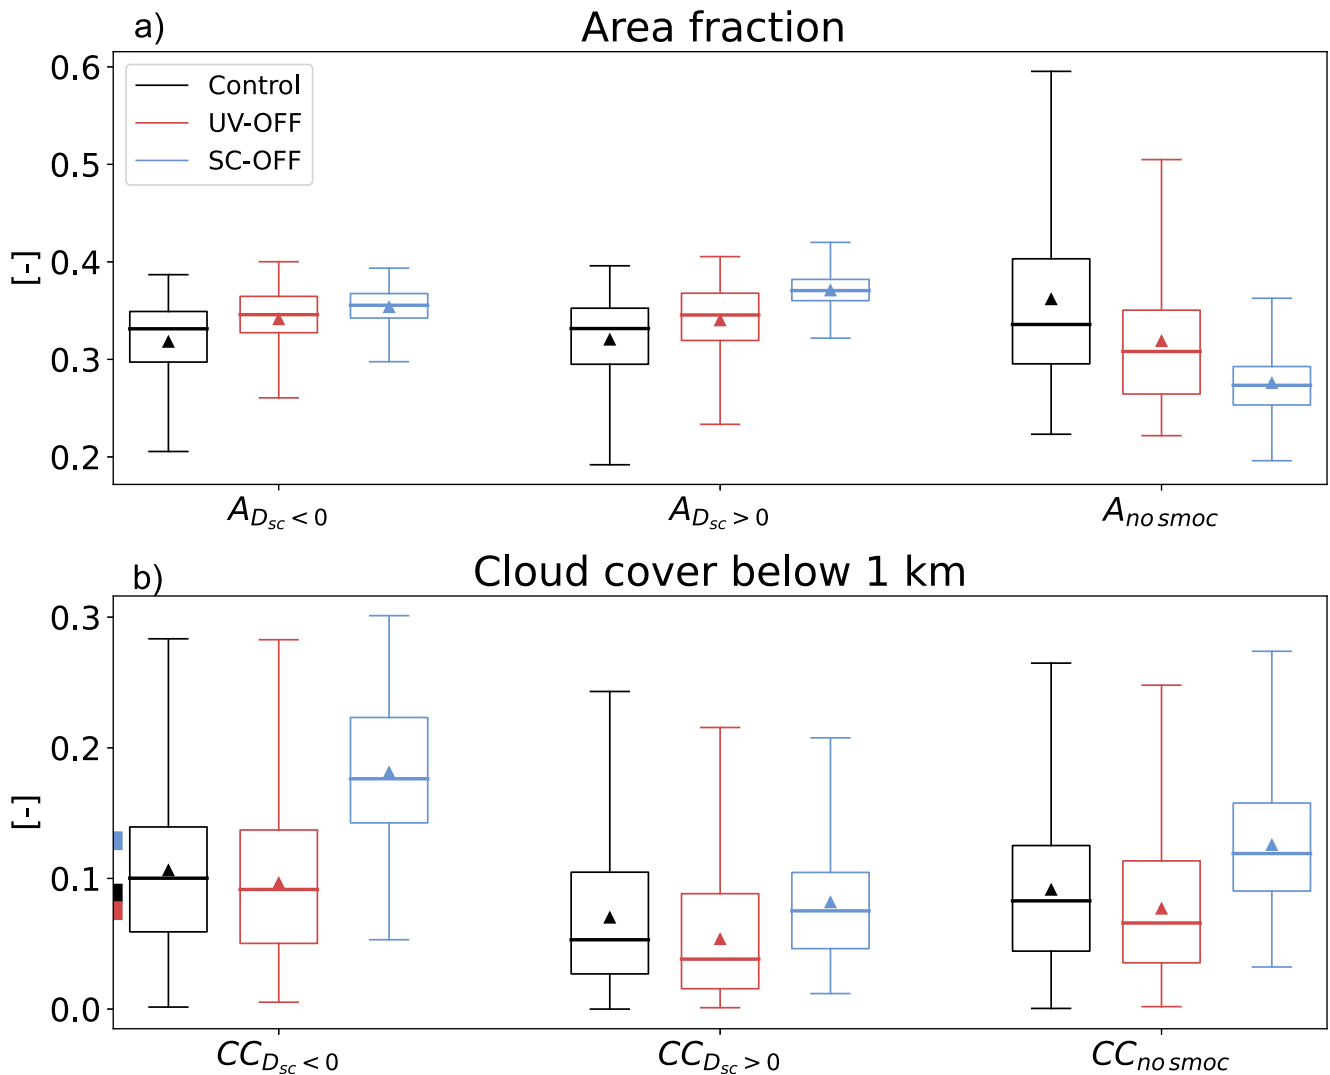 a)
Area fraction
0.6
0.5
0.4
0.3
0.2
[-]
Control
UV-OFF
SC-OFF
A_{D_{sc}<0}
A_{D_{sc}>0}
A_{no smoc}
b)
Cloud cover below 1 km
0.3
0.2
0.1
0.0
[-]
CC_{D_{sc}<0}
CC_{D_{sc}>0}
CC_{no smoc}